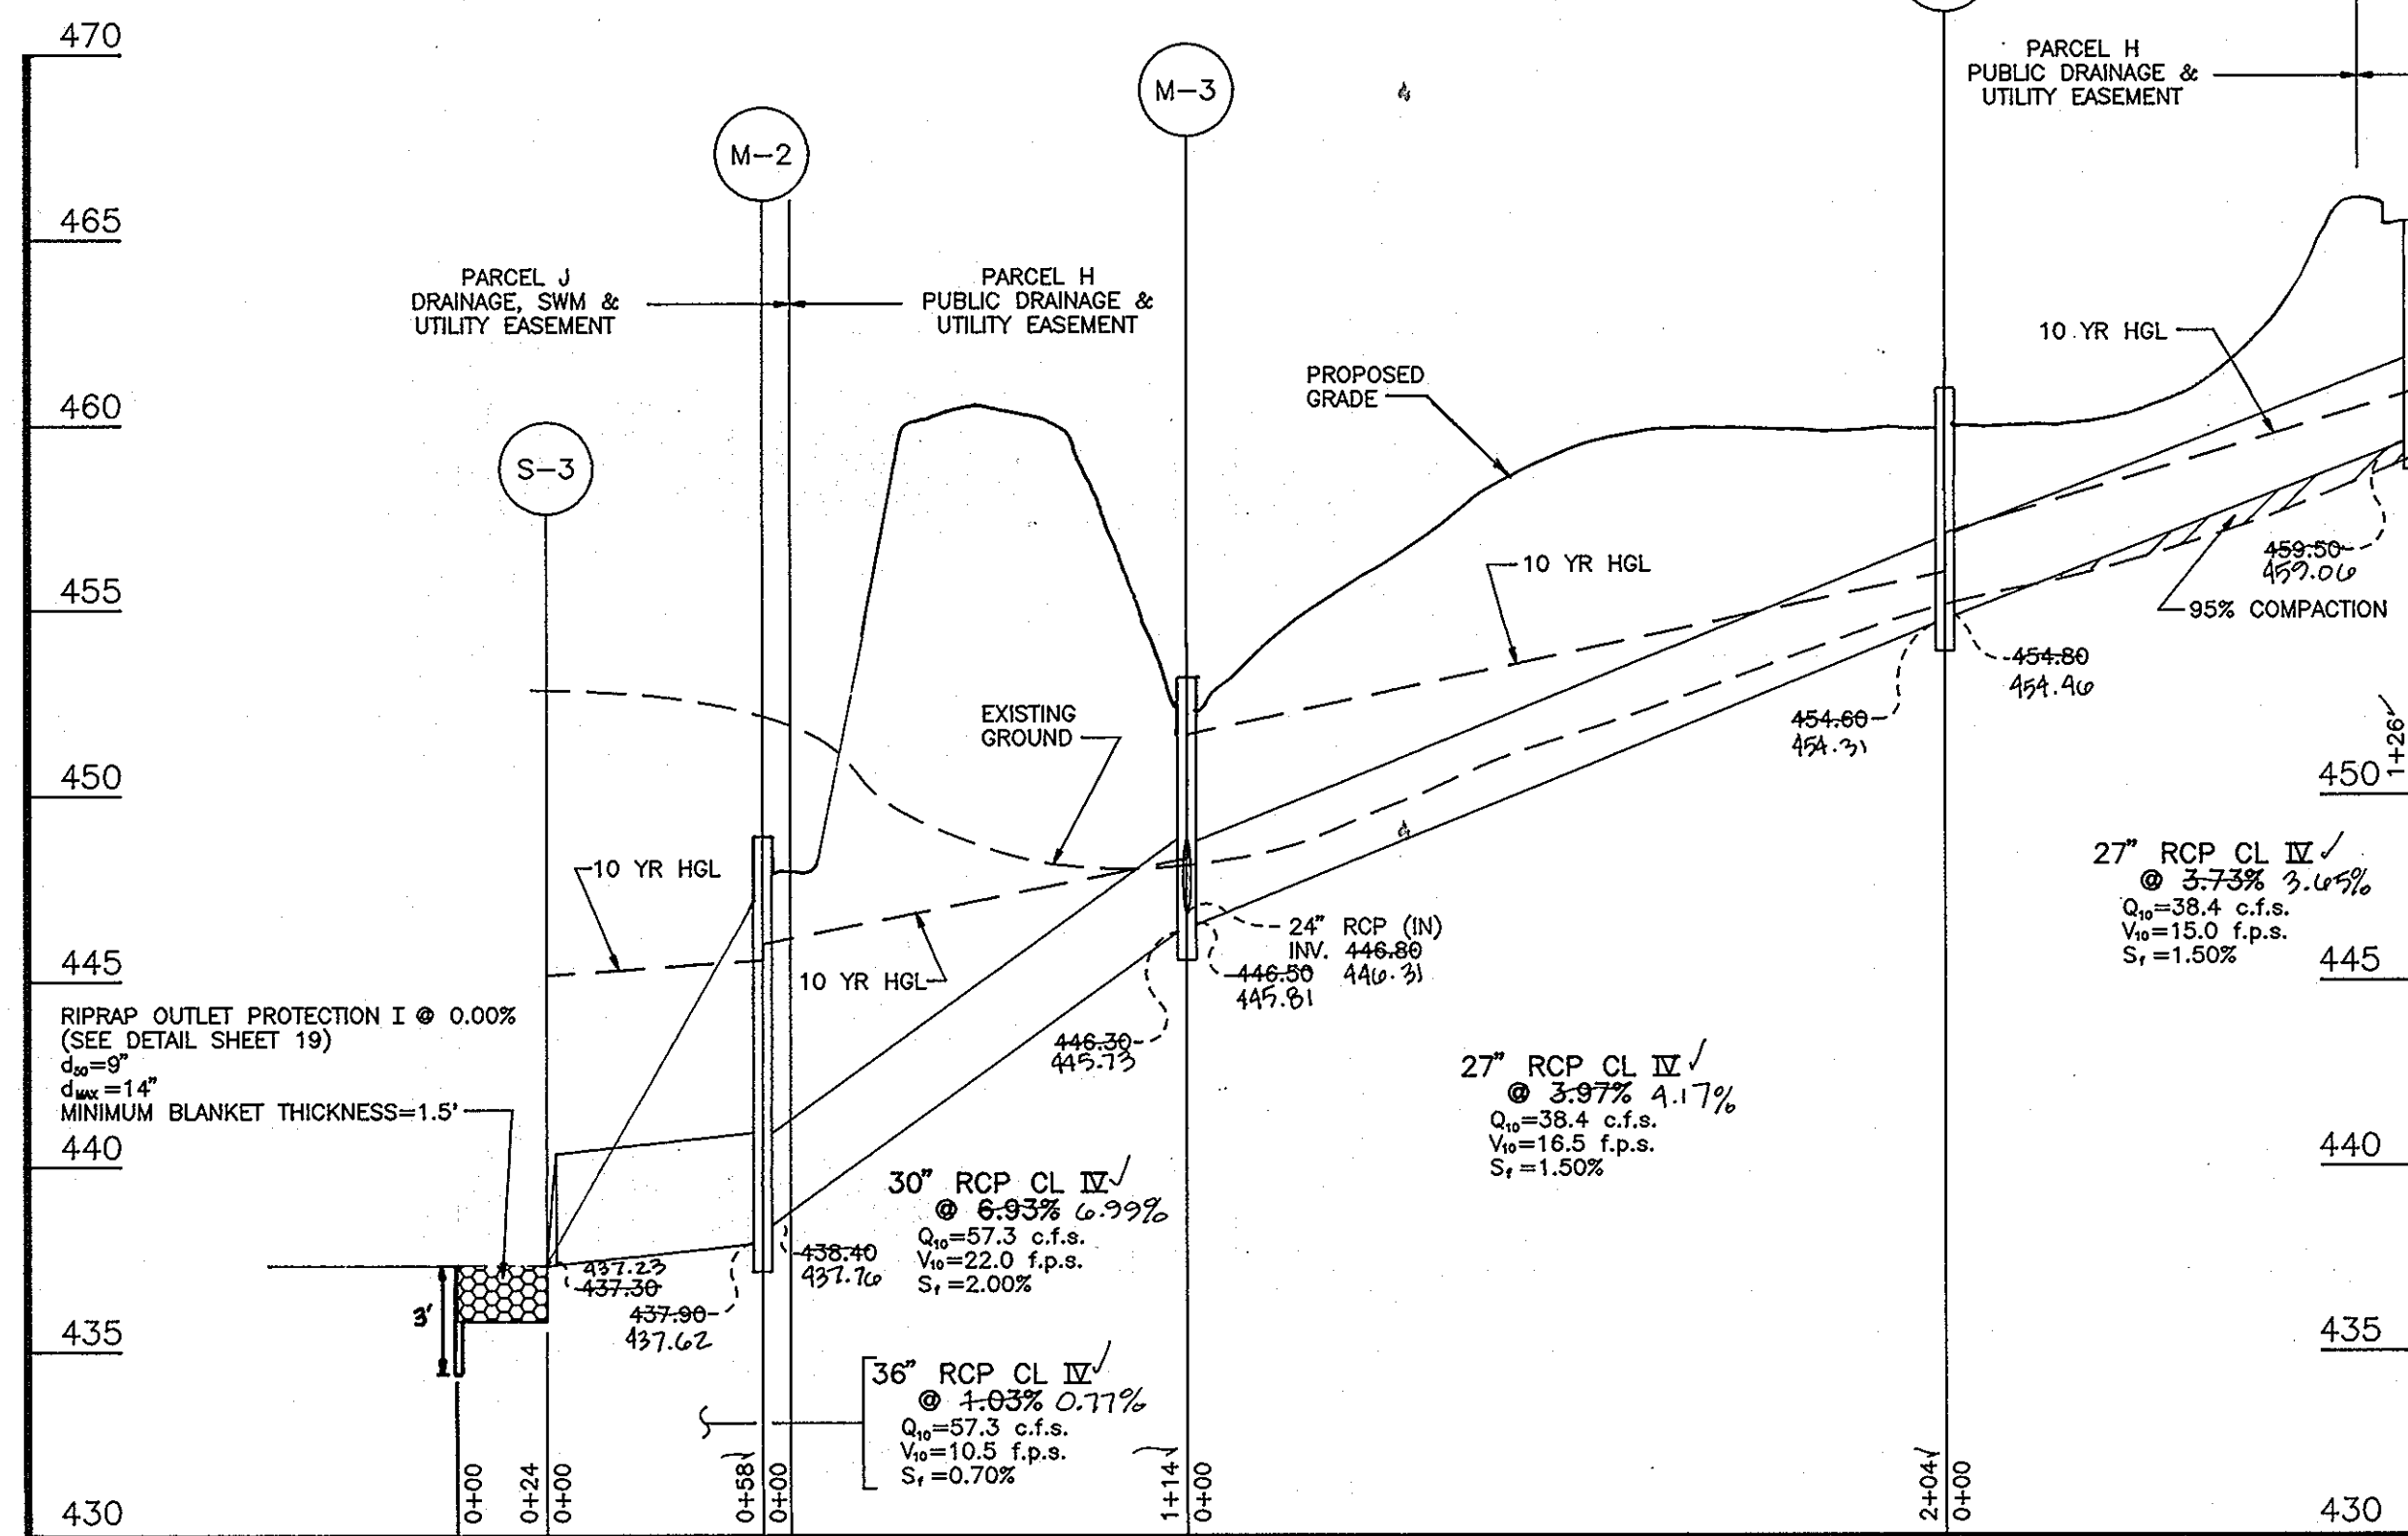 470
465
460
455
450
445
440
435
430
S-3
M-2
M-3
PARCEL J
DRAINAGE, SWM &
UTILITY EASEMENT
PARCEL H
PUBLIC DRAINAGE &
UTILITY EASEMENT
PARCEL H
PUBLIC DRAINAGE &
UTILITY EASEMENT
PROPOSED
GRADE
10 YR HGL
10 YR HGL
EXISTING
GROUND
10 YR HGL
10 YR HGL
459.50
459.06
95% COMPACTION
454.80
454.46
454.60
454.31
24" RCP (IN)
INV. 446.80
446.31
446.50
445.81
446.30
445.73
RIPRAP OUTLET PROTECTION I @ 0.00%
(SEE DETAIL SHEET 19)
d50=9"
dMAX=14"
MINIMUM BLANKET THICKNESS=1.5'
3'
437.23
437.30
437.90
437.62
438.40
437.76
30" RCP CL IV ✓
@ 6.93% 6.99%
Q10=57.3 c.f.s.
V10=22.0 f.p.s.
Sf=2.00%
36" RCP CL IV ✓
@ 1.03% 0.77%
Q10=57.3 c.f.s.
V10=10.5 f.p.s.
Sf=0.70%
27" RCP CL IV ✓
@ 3.97% 4.17%
Q10=38.4 c.f.s.
V10=16.5 f.p.s.
Sf=1.50%
27" RCP CL IV ✓
@ 3.73% 3.65%
Q10=38.4 c.f.s.
V10=15.0 f.p.s.
Sf=1.50%
0+00
0+24
0+00
0+58✓
0+00
1+14✓
0+00
2+04✓
0+00
1+26✓
450
445
440
435
430